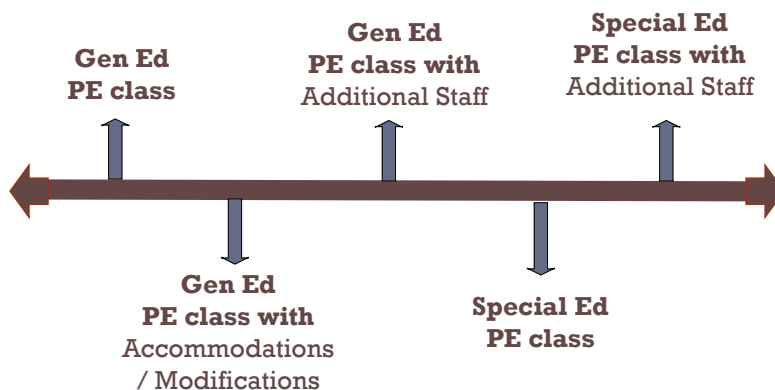 Gen Ed
PE class
Gen Ed
PE class with
Additional Staff
Special Ed
PE class with
Additional Staff
Gen Ed
PE class with
Accommodations
/ Modifications
Special Ed
PE class